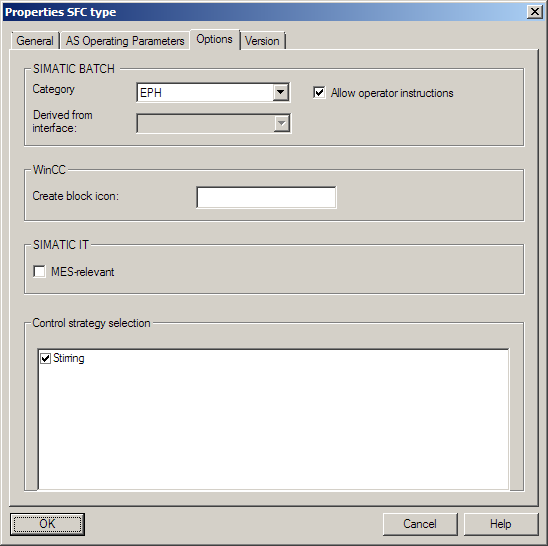 Properties SFC type
General AS Operating Parameters Options Version
SIMATIC BATCH
Category EPH Allow operator instructions
Derived from
interface:
WinCC
Create block icon:
SIMATIC IT
MES-relevant
Control strategy selection
Stirring
OK Cancel Help